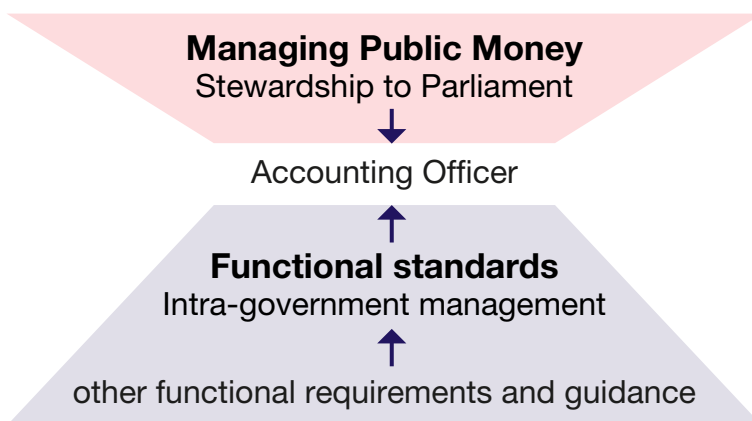 Managing Public Money
Stewardship to Parliament
Accounting Officer
Functional standards
Intra-government management
other functional requirements and guidance